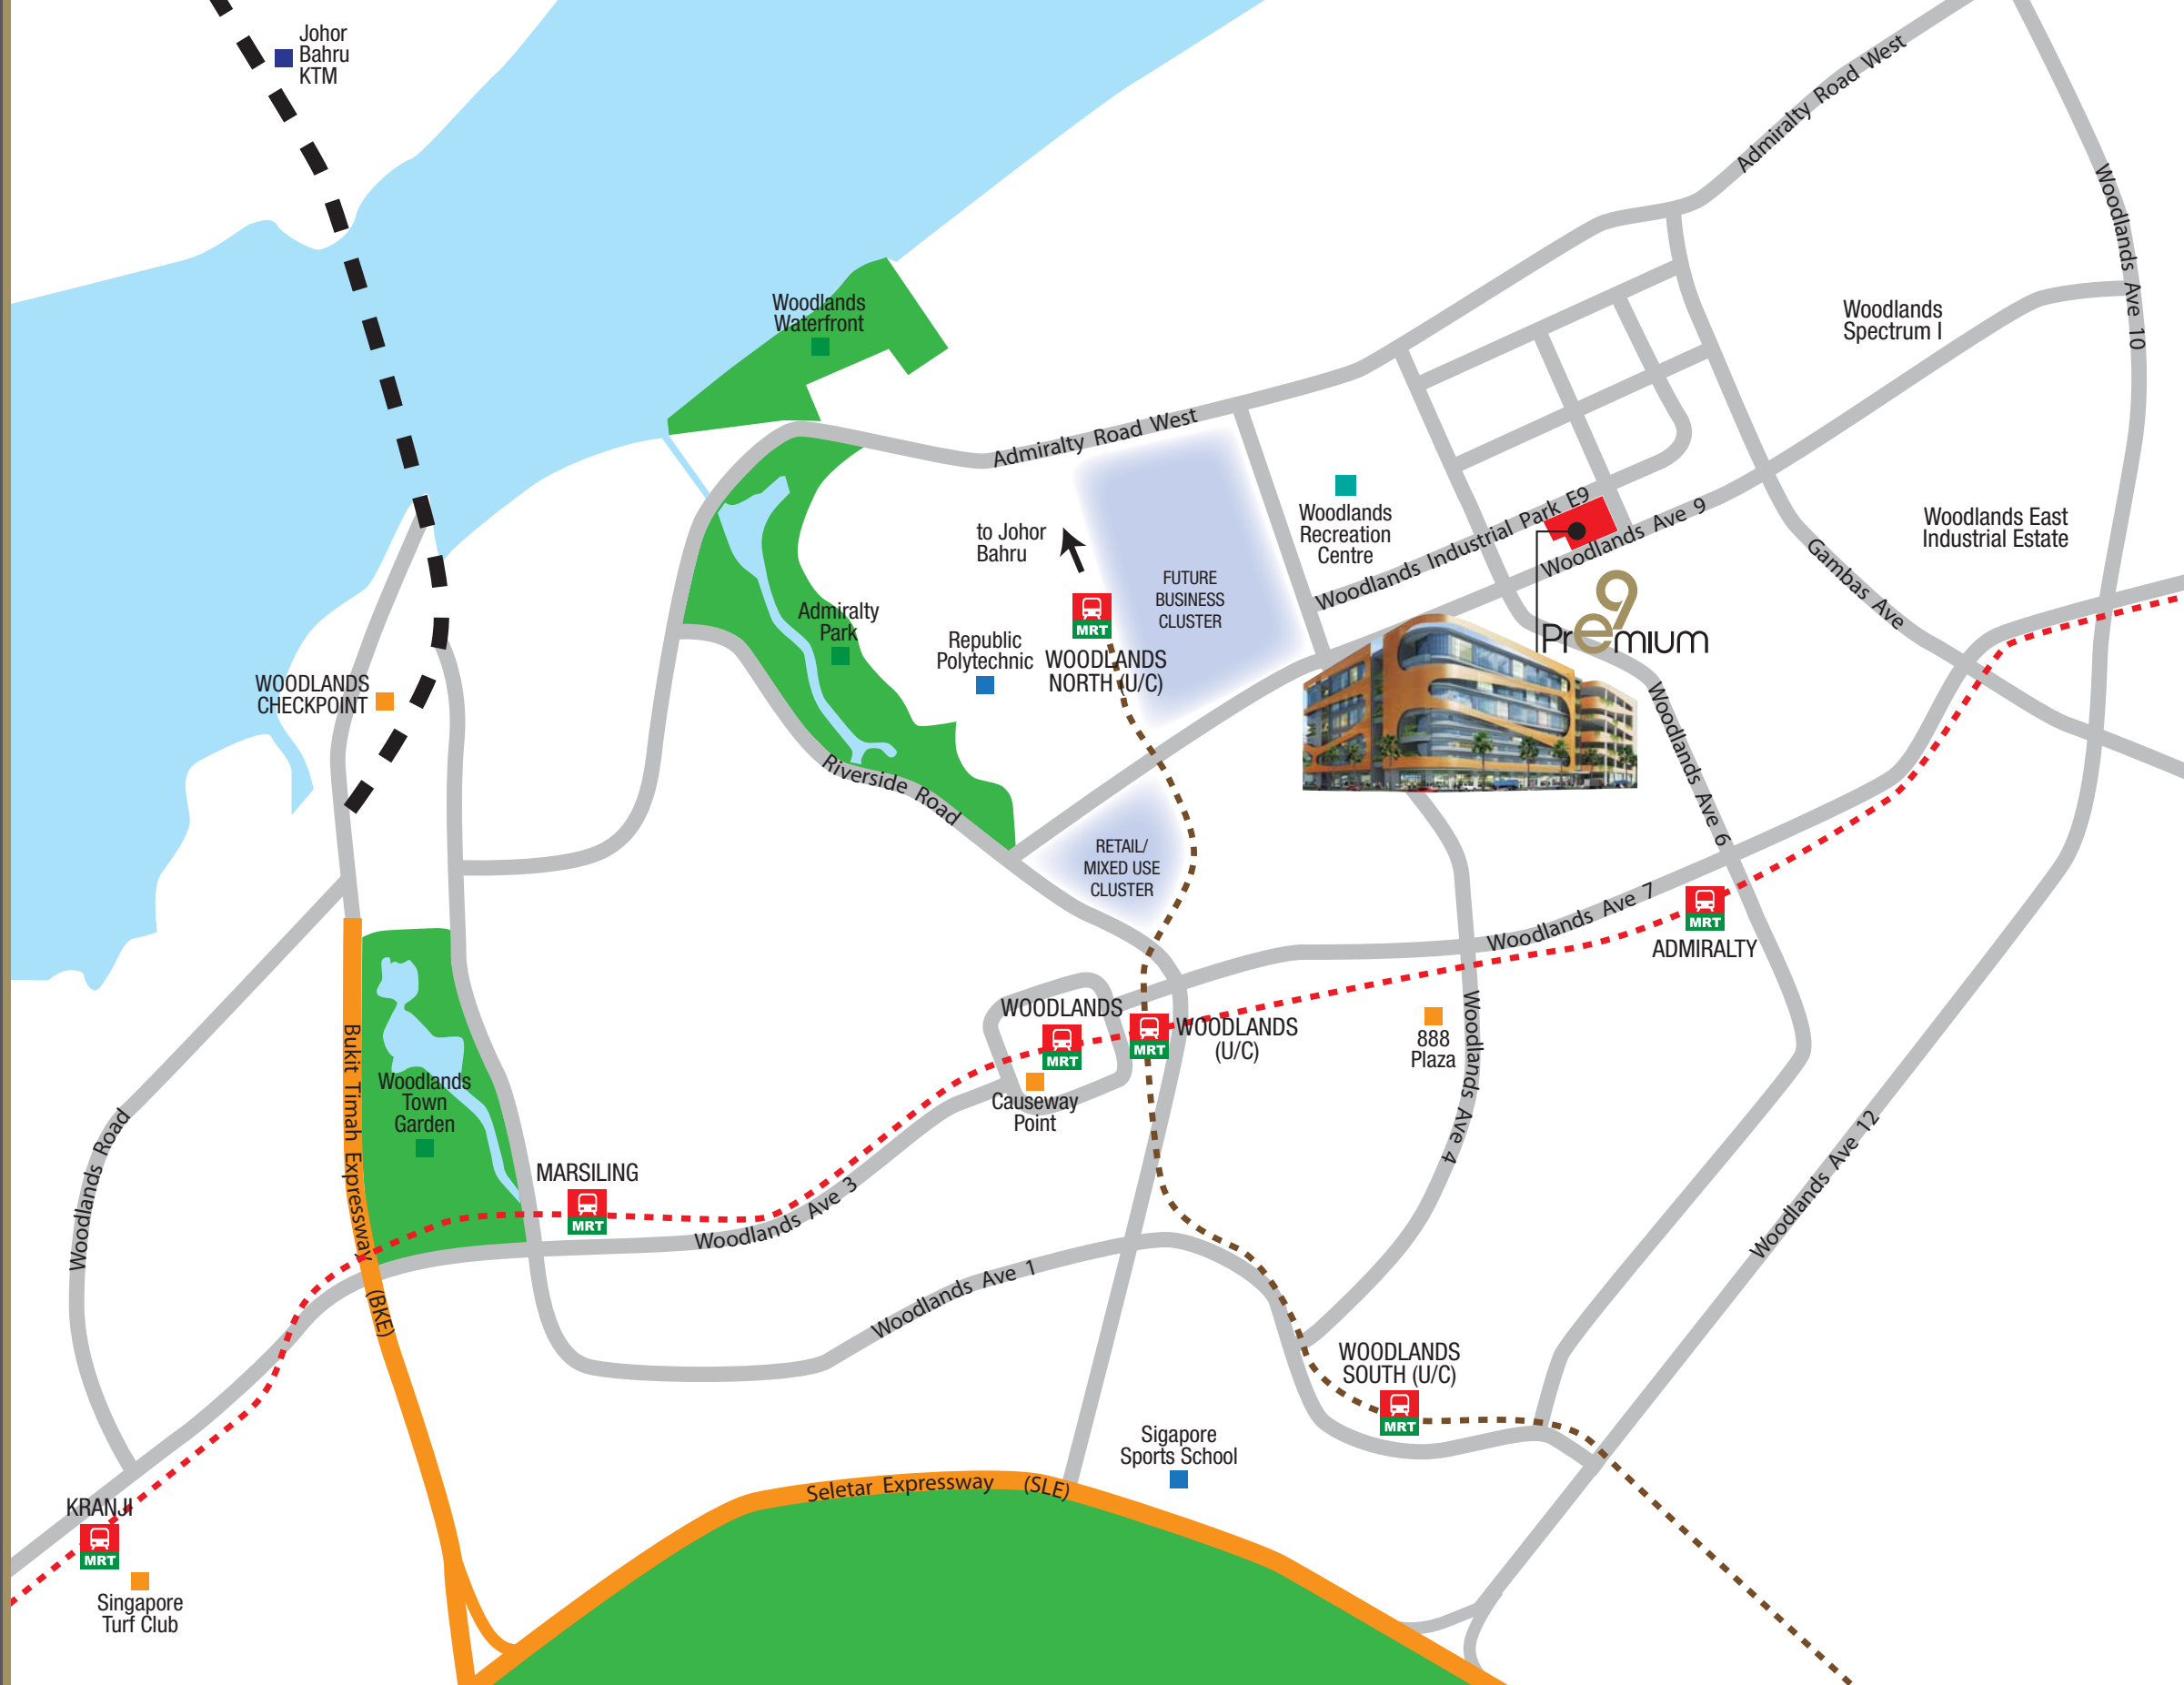 Johor
Bahru
KTM
Admiralty Road West
Woodlands Ave 10
Woodlands
Waterfront
Woodlands
Spectrum I
Admiralty Road West
Woodlands
Recreation
Centre
Woodlands Industrial Park E9
Woodlands Ave 9
Woodlands East
Industrial Estate
Gambas Ave
to Johor
Bahru
FUTURE
BUSINESS
CLUSTER
MRT
WOODLANDS
NORTH (U/C)
Admiralty
Park
Republic
Polytechnic
Pre9mium
WOODLANDS
CHECKPOINT
Riverside Road
Woodlands Ave 6
RETAIL/
MIXED USE
CLUSTER
Woodlands Ave 7
MRT
ADMIRALTY
WOODLANDS
MRT
MRT
WOODLANDS
(U/C)
888
Plaza
Woodlands Ave 4
Causeway
Point
Bukit Timah Expressway (BKE)
Woodlands
Town
Garden
Woodlands Road
MARSILING
MRT
Woodlands Ave 3
Woodlands Ave 12
Woodlands Ave 1
WOODLANDS
SOUTH (U/C)
MRT
Sigapore
Sports School
Seletar Expressway (SLE)
KRANJI
MRT
Singapore
Turf Club